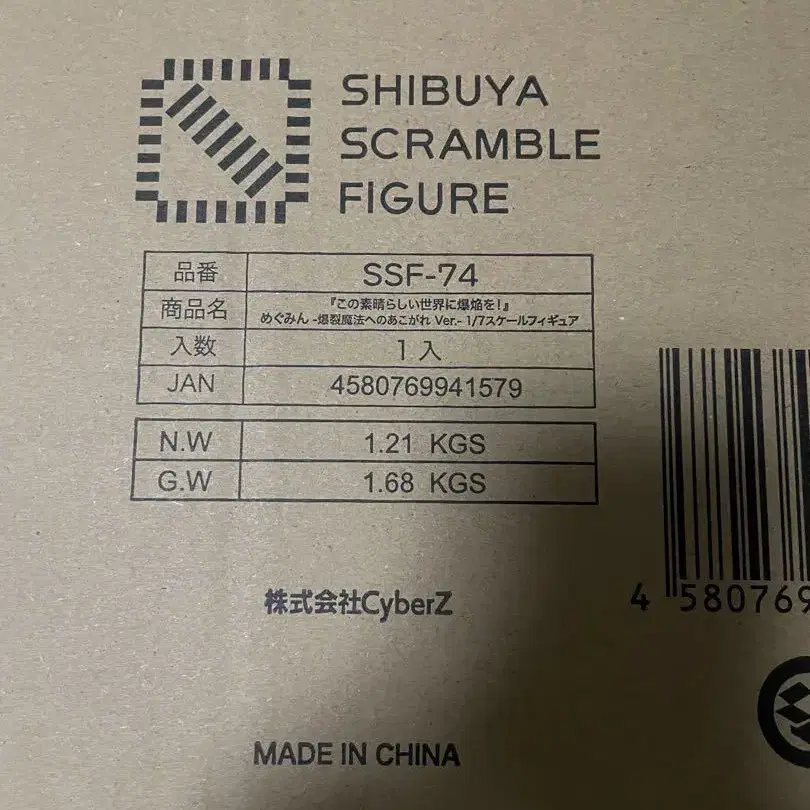 SHIBUYA
SCRAMBLE
FIGURE
品番 SSF-74
商品名 『この素晴らしい世界に爆焔を!』
めぐみん -爆裂魔法へのあこがれ Ver.- 1/7スケールフィギュア
入数 1入
JAN 4580769941579
N.W 1.21 KGS
G.W 1.68 KGS
株式会社CyberZ
4 580769
MADE IN CHINA